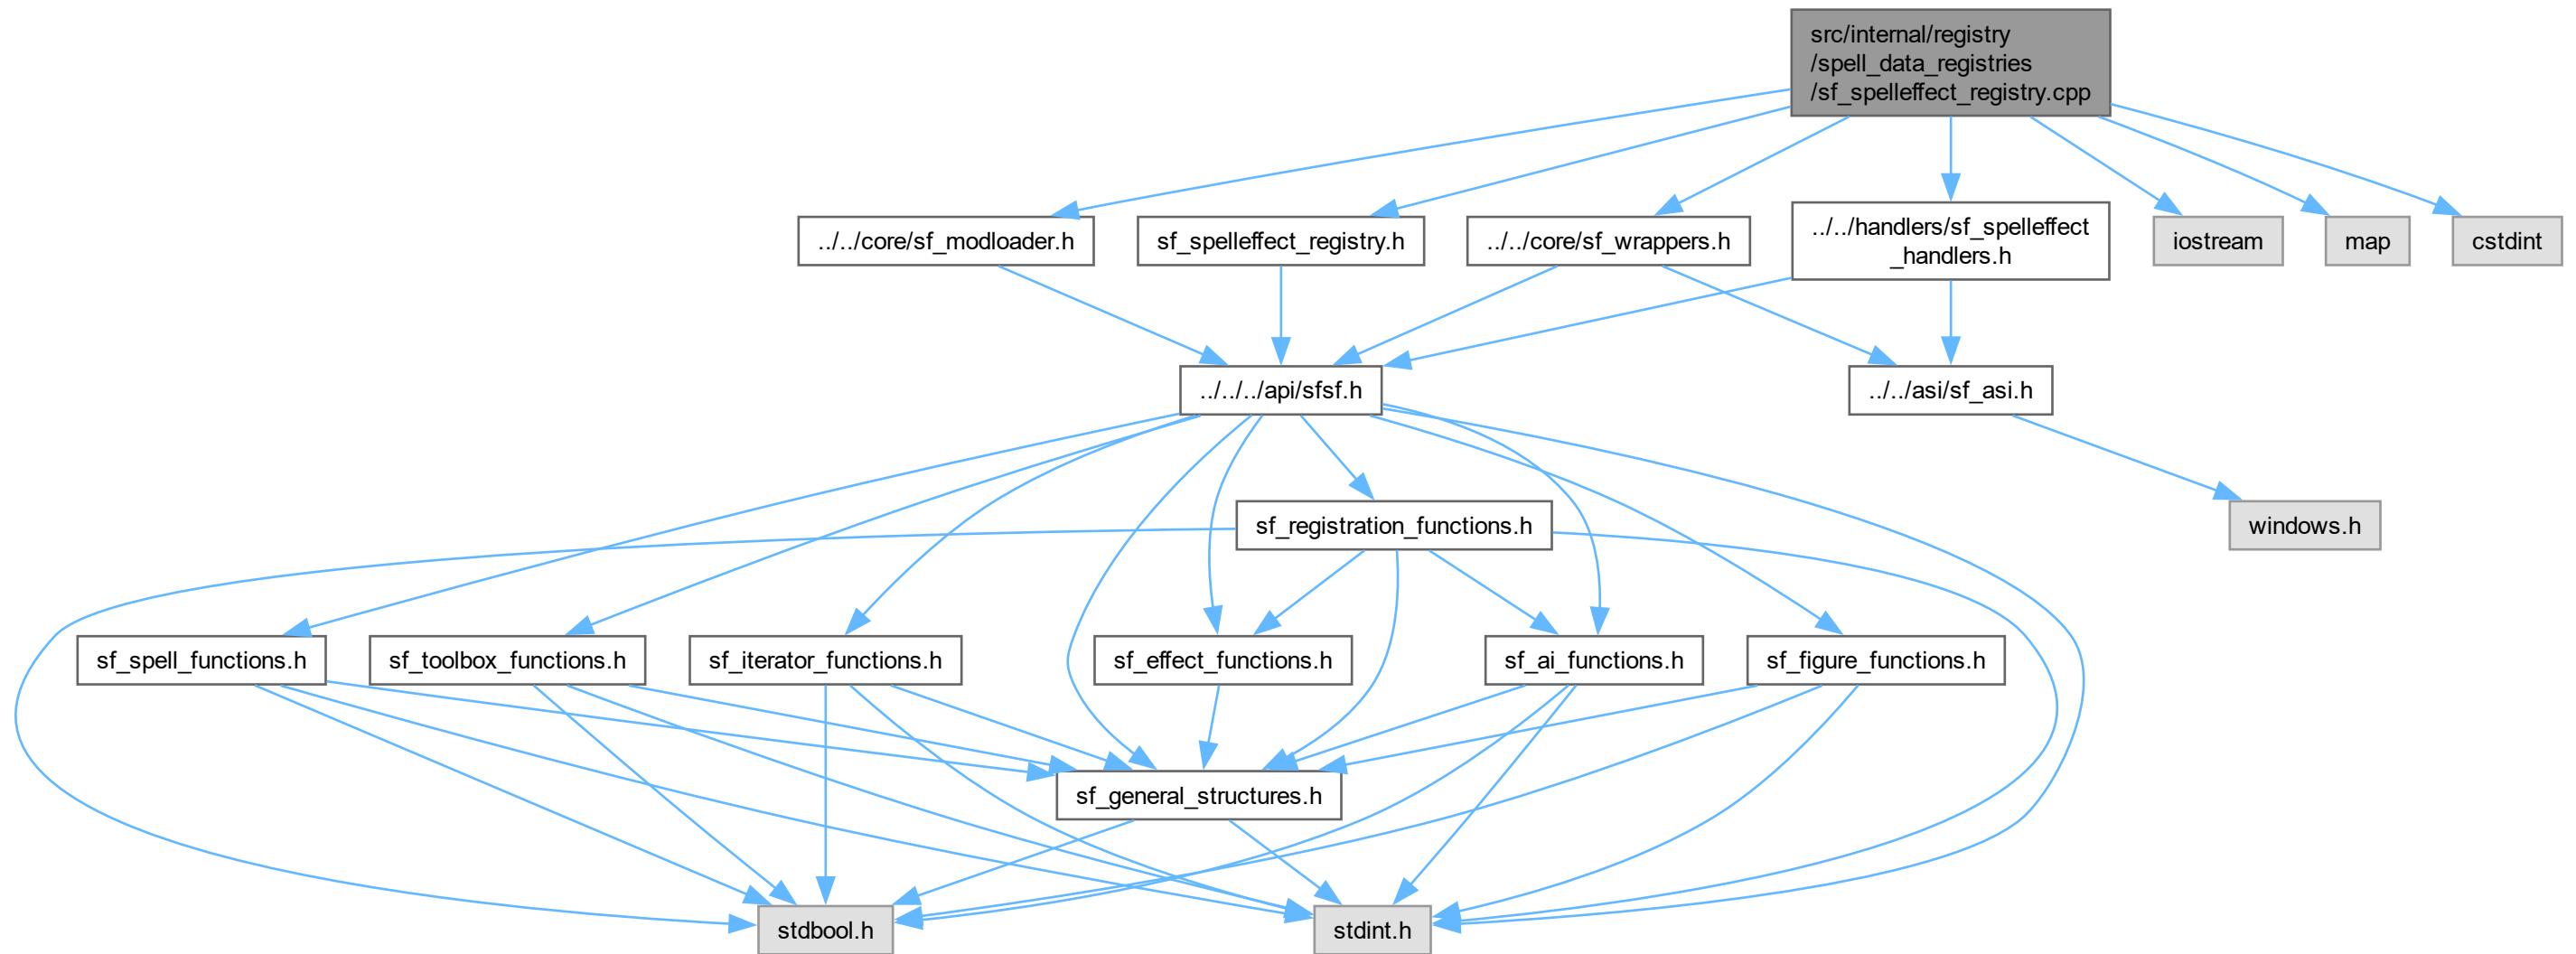 src/internal/registry
/spell_data_registries
/sf_spelleffect_registry.cpp
../../core/sf_modloader.h
sf_spelleffect_registry.h
../../core/sf_wrappers.h
../../handlers/sf_spelleffect
_handlers.h
iostream
map
cstdint
../../../api/sfsf.h
../../asi/sf_asi.h
sf_registration_functions.h
windows.h
sf_spell_functions.h
sf_toolbox_functions.h
sf_iterator_functions.h
sf_effect_functions.h
sf_ai_functions.h
sf_figure_functions.h
sf_general_structures.h
stdbool.h
stdint.h